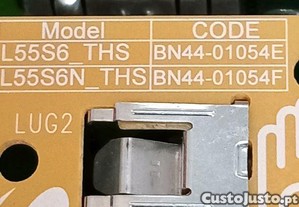 Model CODE
L55S6_THS BN44-01054E
L55S6N_THS BN44-01054F
LUG2
CustoJusto.pt